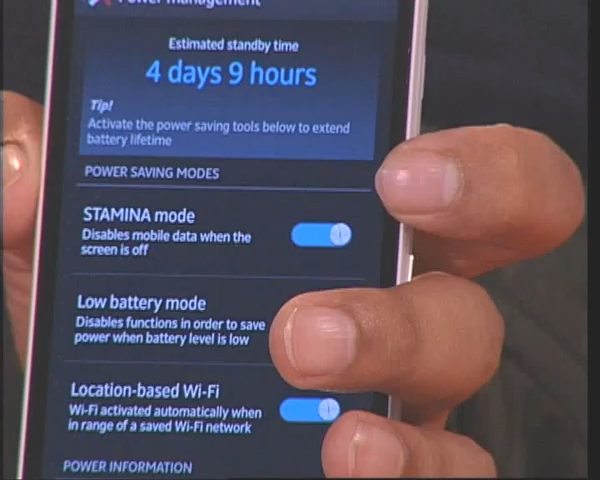 Power management
Estimated standby time
4 days 9 hours
Tip!
Activate the power saving tools below to extend
battery lifetime
POWER SAVING MODES
STAMINA mode
Disables mobile data when the
screen is off
Low battery mode
Disables functions in order to save
power when battery level is low
Location-based Wi-Fi
Wi-Fi activated automatically when
in range of a saved Wi-Fi network
POWER INFORMATION